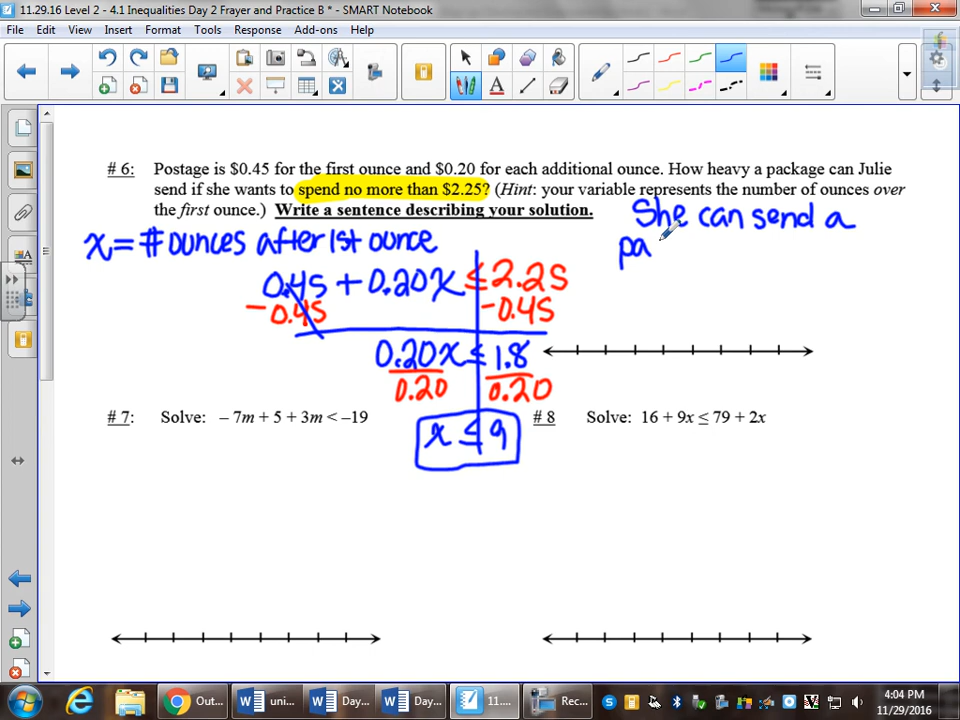 11.29.16 Level 2 - 4.1 Inequalities Day 2 Frayer and Practice B * - SMART Notebook
File Edit View Insert Format Tools Response Add-ons Help
# 6: Postage is $0.45 for the first ounce and $0.20 for each additional ounce. How heavy a package can Julie
send if she wants to spend no more than $2.25? (Hint: your variable represents the number of ounces over
the first ounce.) Write a sentence describing your solution.
She can send a
pa
x = # ounces after 1st ounce
0.45 + 0.20x ≤ 2.25
-0.45 -0.45
0.20x ≤ 1.8
0.20 0.20
x ≤ 9
# 7: Solve: – 7m + 5 + 3m < –19
# 8 Solve: 16 + 9x ≤ 79 + 2x
Out... uni... Day... Day... 11.... Rec...
4:04 PM
11/29/2016